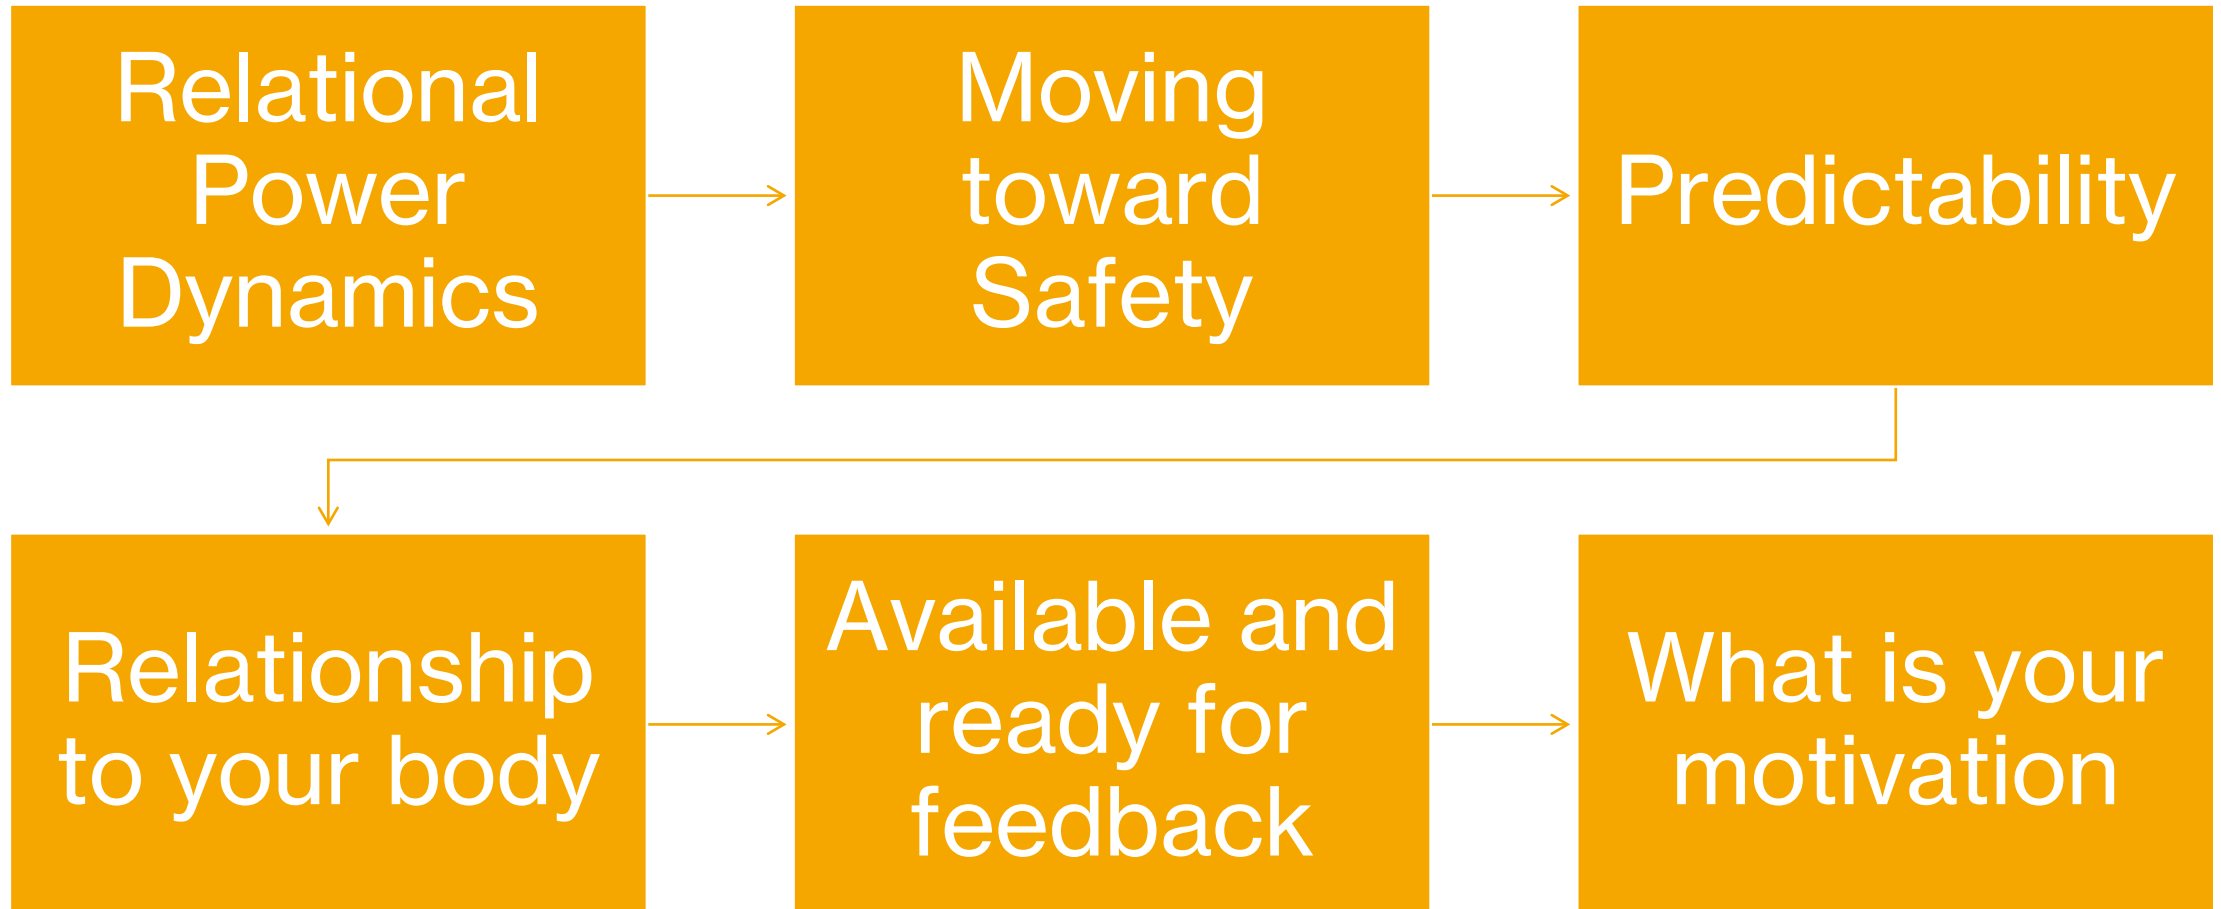 Relational
Power
Dynamics
Moving
toward
Safety
Predictability
Relationship
to your body
Available and
ready for
feedback
What is your
motivation